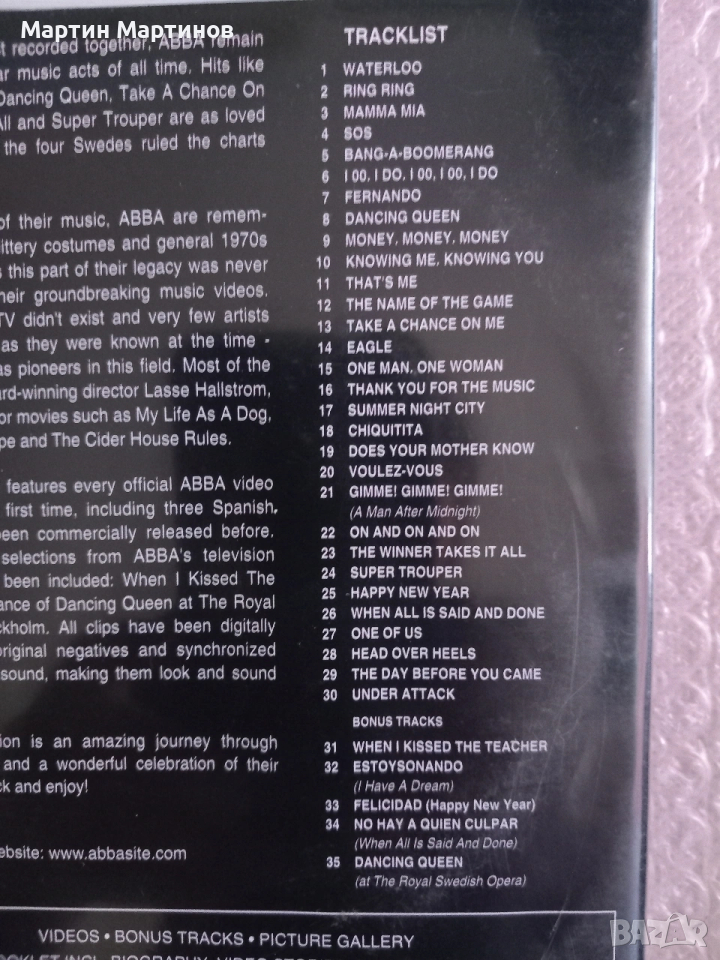 Мартин Мартинов
t recorded together, ABBA remain
ar music acts of all time. Hits like
Dancing Queen, Take A Chance On
All and Super Trouper are as loved
the four Swedes ruled the charts
of their music, ABBA are remem-
ittery costumes and general 1970s
s this part of their legacy was never
heir groundbreaking music videos.
TV didn't exist and very few artists
as they were known at the time -
as pioneers in this field. Most of the
ard-winning director Lasse Hallstrom,
or movies such as My Life As A Dog,
pe and The Cider House Rules.
features every official ABBA video
first time, including three Spanish,
been commercially released before.
selections from ABBA's television
been included: When I Kissed The
ance of Dancing Queen at The Royal
ckholm. All clips have been digitally
original negatives and synchronized
sound, making them look and sound
ion is an amazing journey through
and a wonderful celebration of their
ck and enjoy!
ebsite: www.abbasite.com
TRACKLIST
1 WATERLOO
2 RING RING
3 MAMMA MIA
4 SOS
5 BANG-A-BOOMERANG
6 I OO, I DO, I OO, I OO, I DO
7 FERNANDO
8 DANCING QUEEN
9 MONEY, MONEY, MONEY
10 KNOWING ME, KNOWING YOU
11 THAT'S ME
12 THE NAME OF THE GAME
13 TAKE A CHANCE ON ME
14 EAGLE
15 ONE MAN, ONE WOMAN
16 THANK YOU FOR THE MUSIC
17 SUMMER NIGHT CITY
18 CHIQUITITA
19 DOES YOUR MOTHER KNOW
20 VOULEZ-VOUS
21 GIMME! GIMME! GIMME!
(A Man After Midnight)
22 ON AND ON AND ON
23 THE WINNER TAKES IT ALL
24 SUPER TROUPER
25 HAPPY NEW YEAR
26 WHEN ALL IS SAID AND DONE
27 ONE OF US
28 HEAD OVER HEELS
29 THE DAY BEFORE YOU CAME
30 UNDER ATTACK
BONUS TRACKS
31 WHEN I KISSED THE TEACHER
32 ESTOYSONANDO
(I Have A Dream)
33 FELICIDAD (Happy New Year)
34 NO HAY A QUIEN CULPAR
(When All Is Said And Done)
35 DANCING QUEEN
(at The Royal Swedish Opera)
VIDEOS • BONUS TRACKS • PICTURE GALLERY
OOKLET INCL. BIOGRAPHY, VIDEO
BAZAR